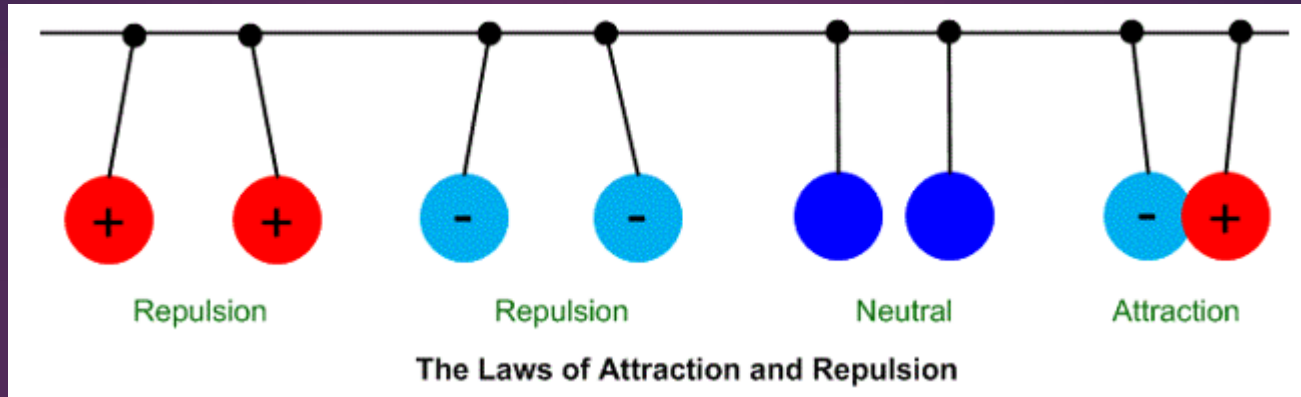 + + - - - +
Repulsion Repulsion Neutral Attraction
The Laws of Attraction and Repulsion